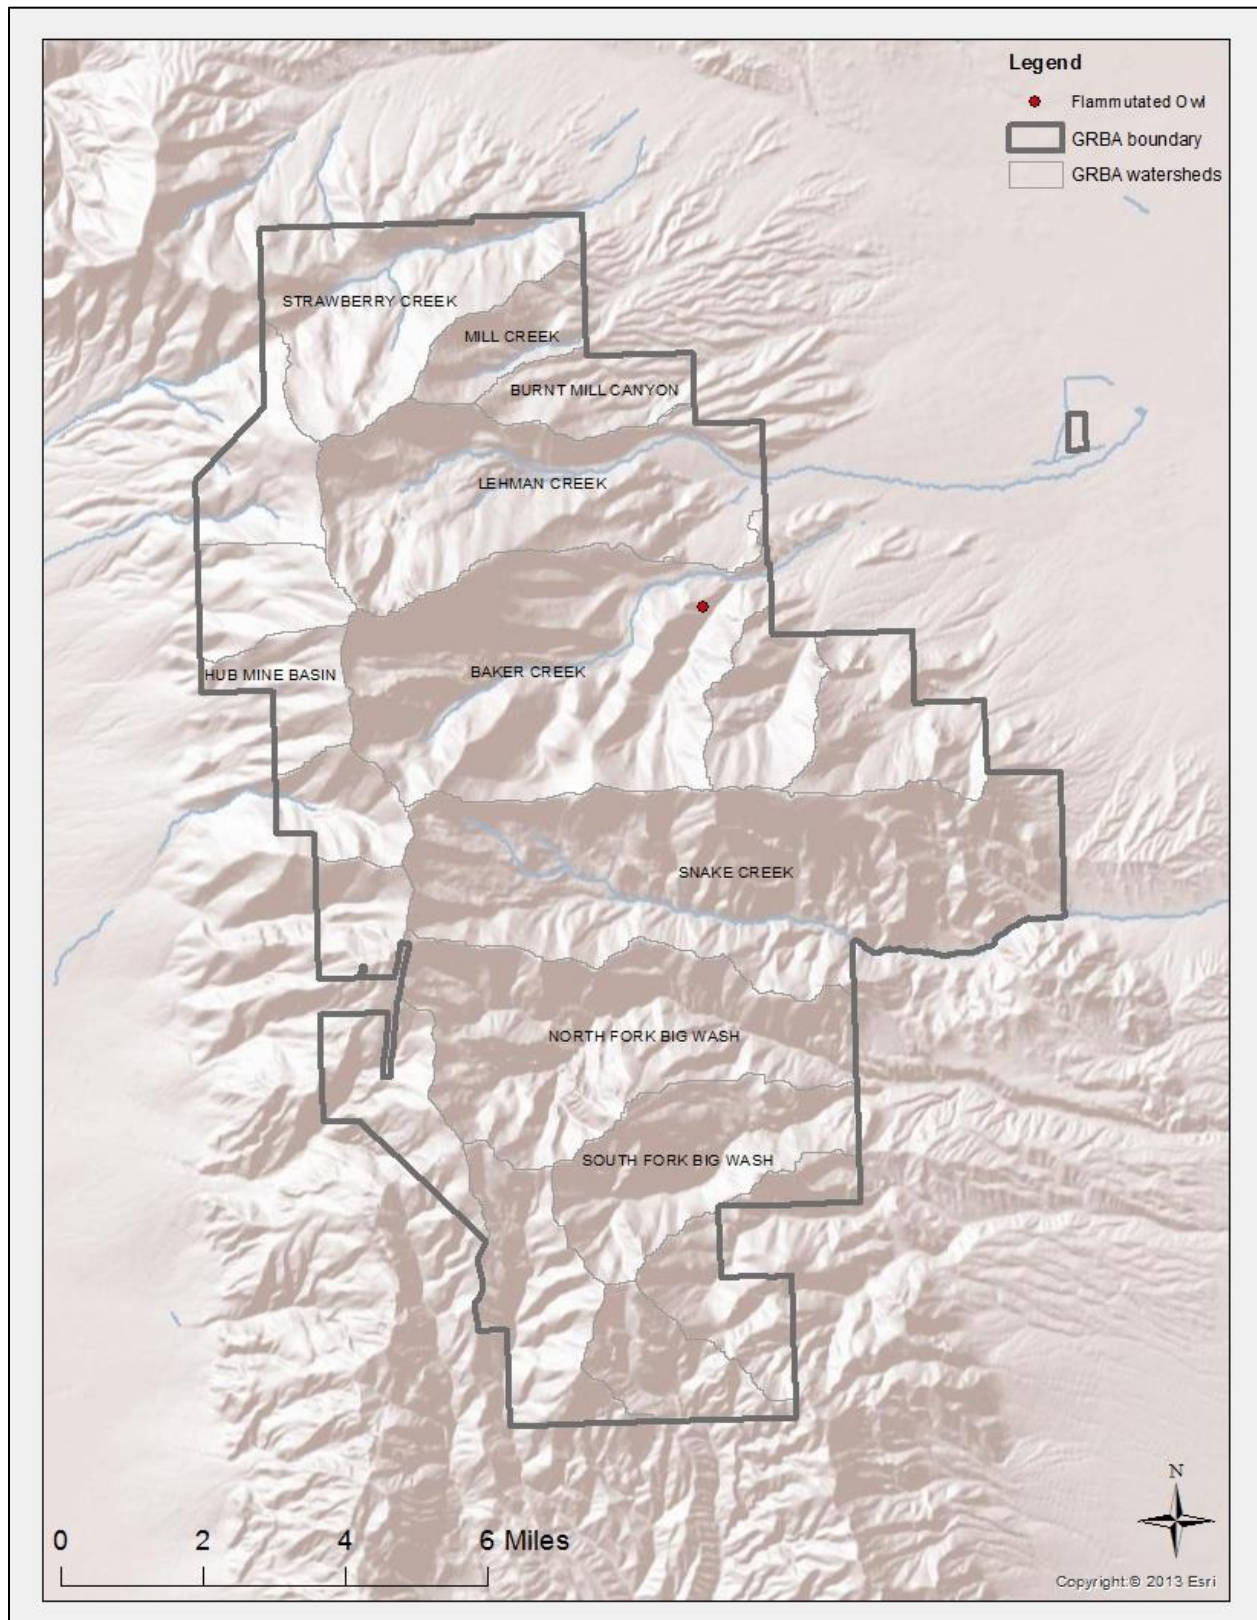 Legend
Flammutated Owl
GRBA boundary
GRBA watersheds
STRAWBERRY CREEK
MILL CREEK
BURNT MILL CANYON
LEHMAN CREEK
BAKER CREEK
HUB MINE BASIN
SNAKE CREEK
NORTH FORK BIG WASH
SOUTH FORK BIG WASH
N
0 2 4 6 Miles
Copyright:© 2013 Esri